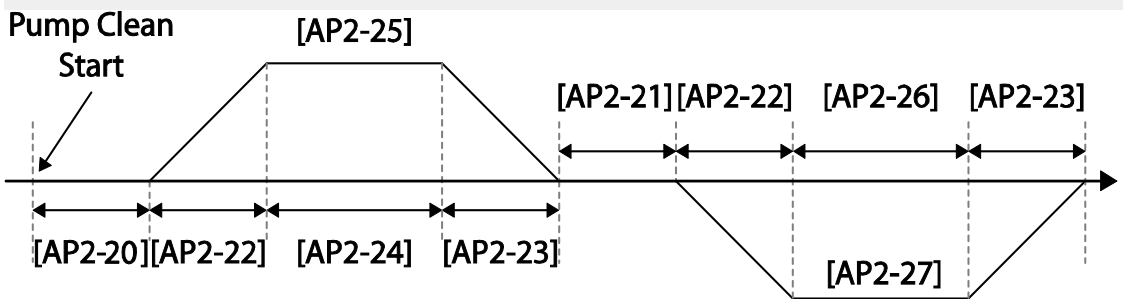 Pump Clean
Start
[AP2-25]
[AP2-21] [AP2-22] [AP2-26] [AP2-23]
[AP2-20] [AP2-22] [AP2-24] [AP2-23]
[AP2-27]